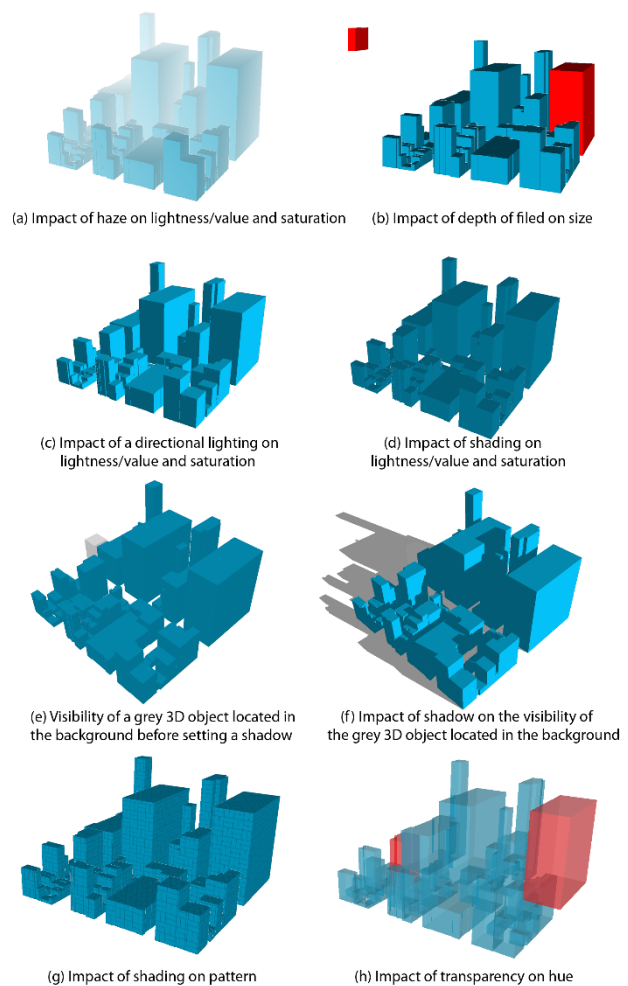 (a) Impact of haze on lightness/value and saturation
(b) Impact of depth of filed on size
(c) Impact of a directional lighting on
lightness/value and saturation
(d) Impact of shading on
lightness/value and saturation
(e) Visibility of a grey 3D object located in
the background before setting a shadow
(f) Impact of shadow on the visibility of
the grey 3D object located in the background
(g) Impact of shading on pattern
(h) Impact of transparency on hue